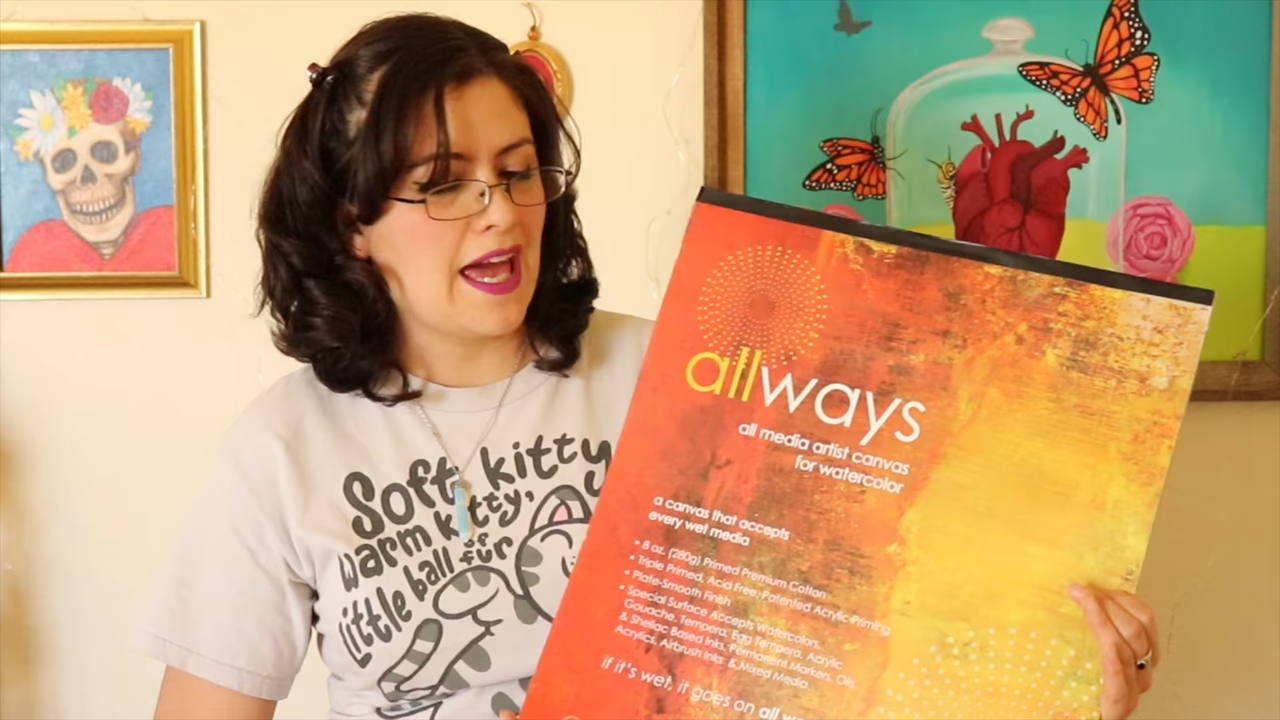 Soft kitty
warm kitty,
little ball of fur
allways
all media artist canvas
for watercolor
a canvas that accepts
every wet media
• 8 oz. (280g) Primed Premium Cotton
• Triple Primed, Acid Free, Patented Acrylic Priming
• Plate-Smooth Finish
• Special Surface Accepts Watercolors,
Gouache, Tempera, Egg Tempera, Acrylic
& Shellac Based Inks, Permanent Markers, Oils,
Acrylics, Airbrush Inks & Mixed Media
if it's wet, it goes on all